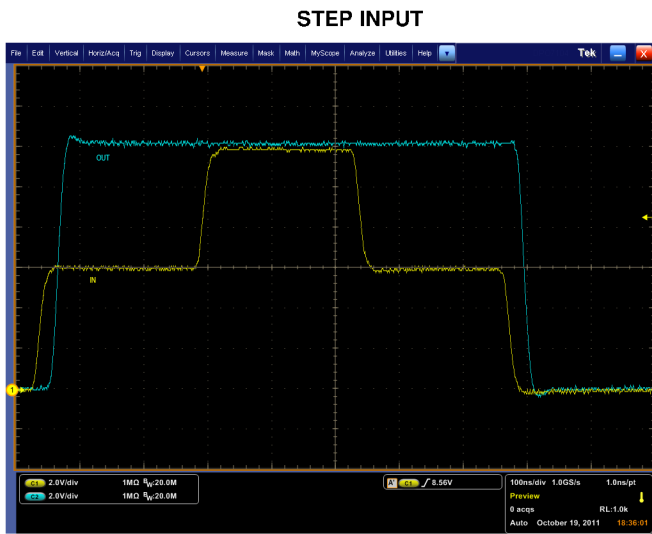 STEP INPUT
File Edit Vertical Horiz/Acq Trig Display Cursors Measure Mask Math MyScope Analyze Utilities Help Tek X
OUT
IN
1
C1 2.0V/div 1MΩ BW:20.0M
C2 2.0V/div 1MΩ BW:20.0M
A' C1 8.56V
100ns/div 1.0GS/s 1.0ns/pt
Preview
0 acqs RL:1.0k
Auto October 19, 2011 18:36:01